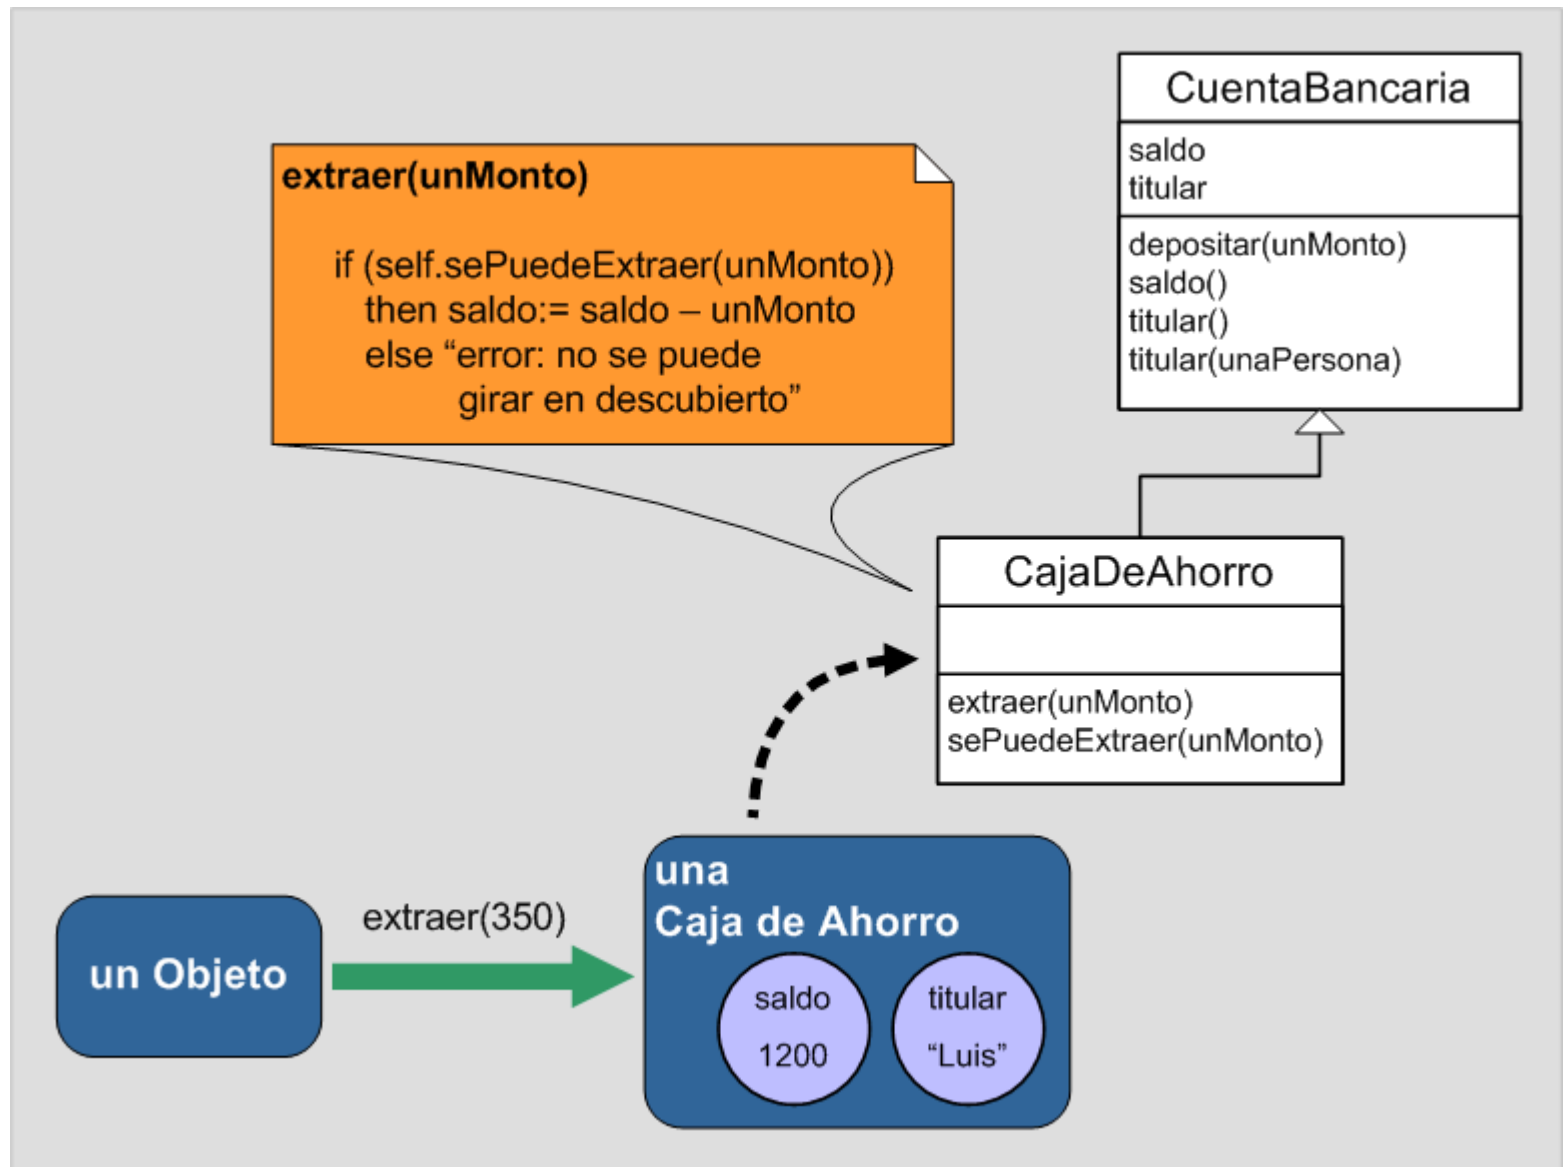 CuentaBancaria
saldo
titular
depositar(unMonto)
saldo()
titular()
titular(unaPersona)
extraer(unMonto)
if (self.sePuedeExtraer(unMonto))
then saldo:= saldo – unMonto
else “error: no se puede
girar en descubierto”
CajaDeAhorro
extraer(unMonto)
sePuedeExtraer(unMonto)
un Objeto
extraer(350)
una
Caja de Ahorro
saldo
1200
titular
“Luis”